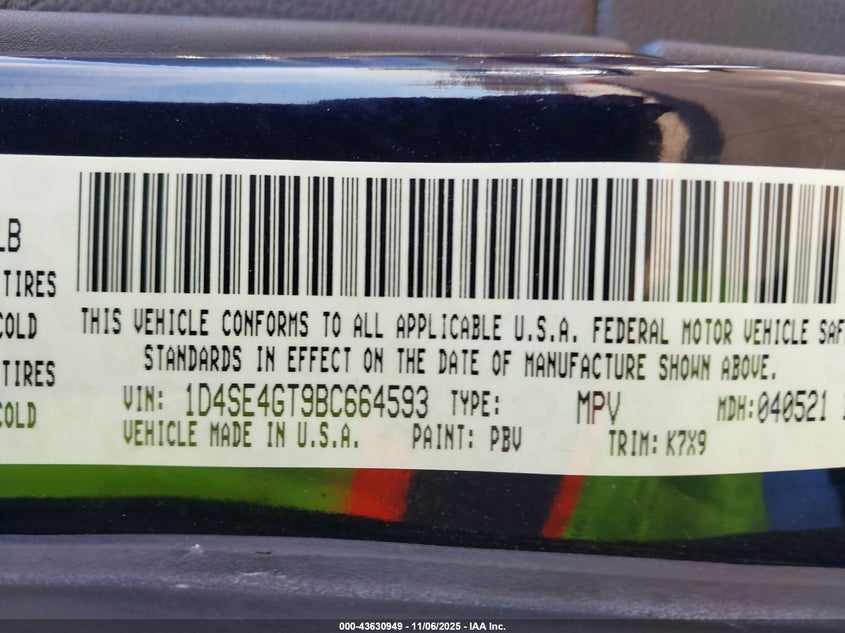 LB
TIRES
COLD
TIRES
COLD
THIS VEHICLE CONFORMS TO ALL APPLICABLE U.S.A. FEDERAL MOTOR VEHICLE SAF
STANDARDS IN EFFECT ON THE DATE OF MANUFACTURE SHOWN ABOVE.
VIN: 1D4SE4GT9BC664593 TYPE: MPV MDH:040521
VEHICLE MADE IN U.S.A. PAINT: PBV TRIM: K7X9
000-43630949 - 11/06/2025 - IAA Inc.